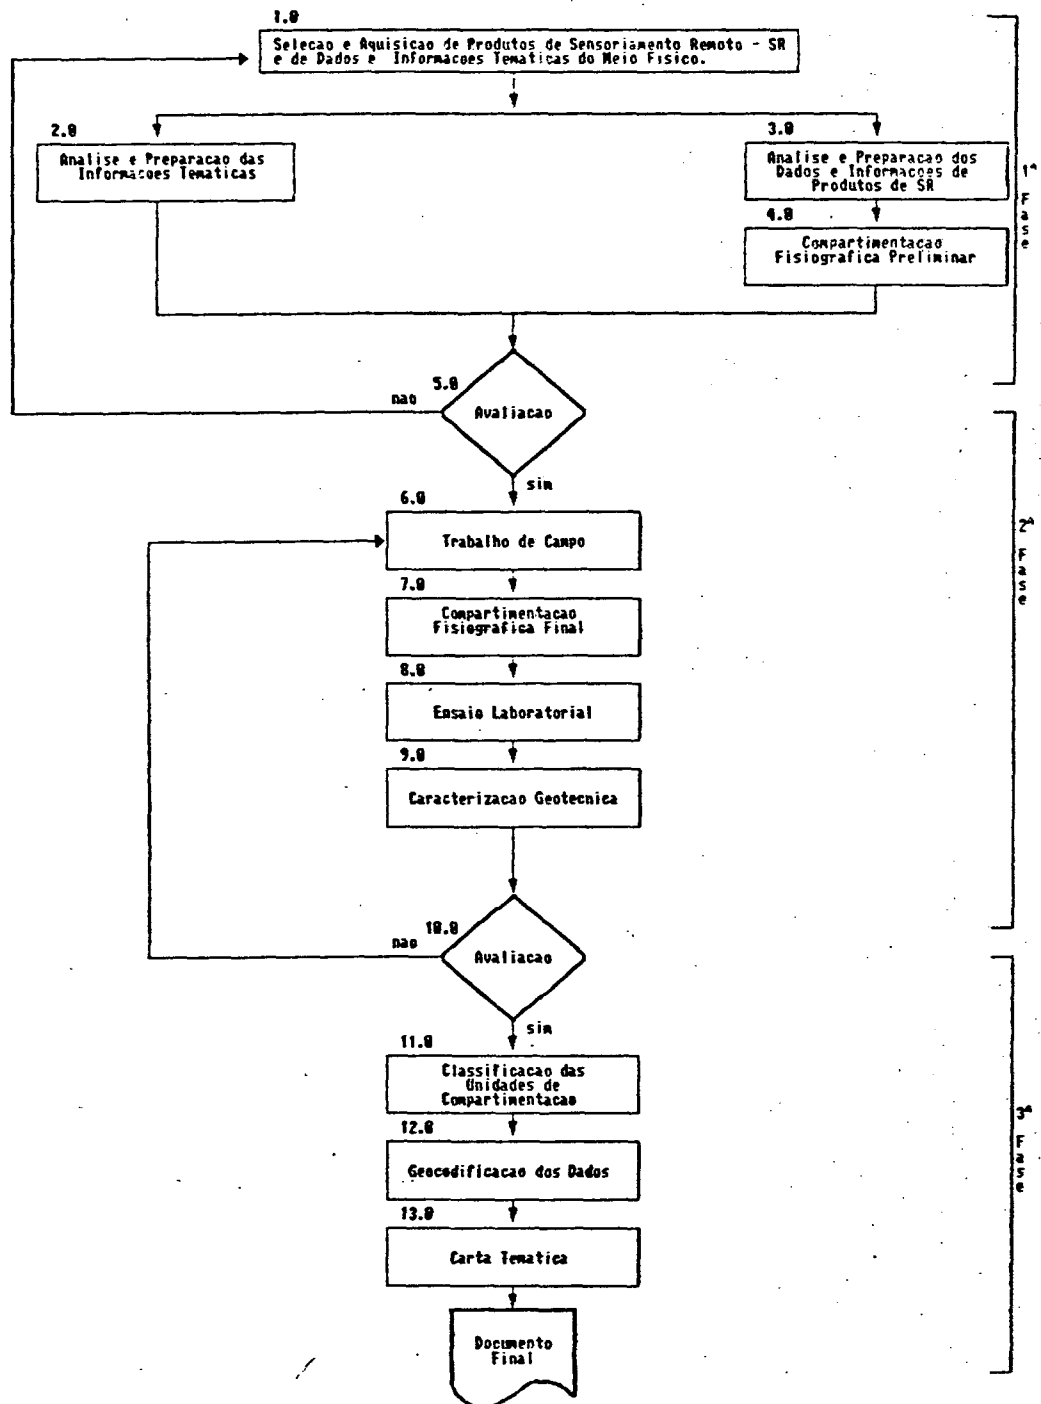 1.0
Selecao e Aquisicao de Produtos de Sensoriamento Remoto - SR
e de Dados e Informacoes Tematicas do Meio Fisico.
2.0
Analise e Preparacao das
Informacoes Tematicas
3.0
Analise e Preparacao dos
Dados e Informacoes de
Produtos de SR
4.0
Compartimentacao
Fisiografica Preliminar
1ª Fase
5.0
nao
Avaliacao
sim
6.0
Trabalho de Campo
7.0
Compartimentacao
Fisiografica Final
8.0
Ensaio Laboratorial
9.0
Caracterizacao Geotecnica
2ª Fase
10.0
nao
Avaliacao
sim
11.0
Classificacao das
Unidades de
Compartimentacao
12.0
Geocodificacao dos Dados
13.0
Carta Tematica
3ª Fase
Documento
Final